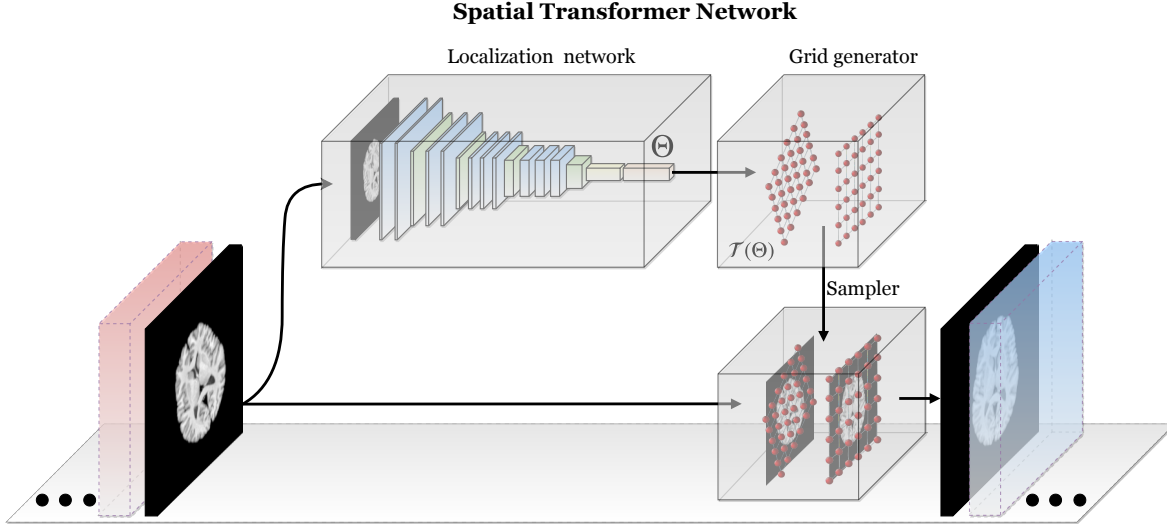 Spatial Transformer Network
Localization network
Grid generator
Θ
𝒯(Θ)
Sampler